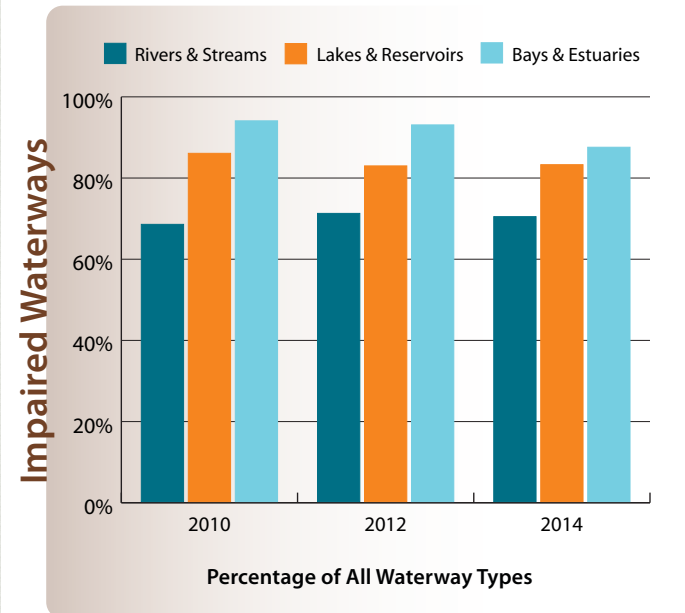 Rivers & Streams Lakes & Reservoirs Bays & Estuaries
Impaired Waterways
100%
80%
60%
40%
20%
0%
2010 2012 2014
Percentage of All Waterway Types